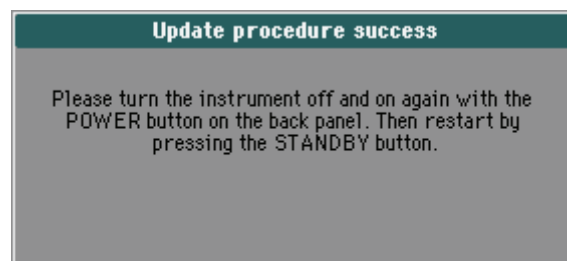 Update procedure success
Please turn the instrument off and on again with the
POWER button on the back panel. Then restart by
pressing the STANDBY button.